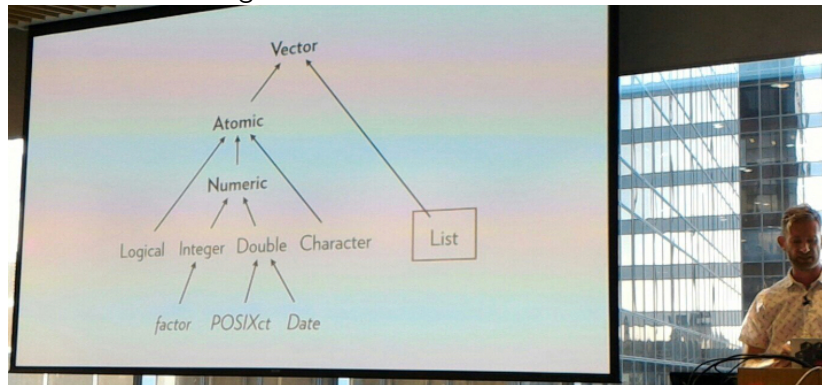 Vector
Atomic
Numeric
Logical Integer Double Character List
factor POSIXct Date